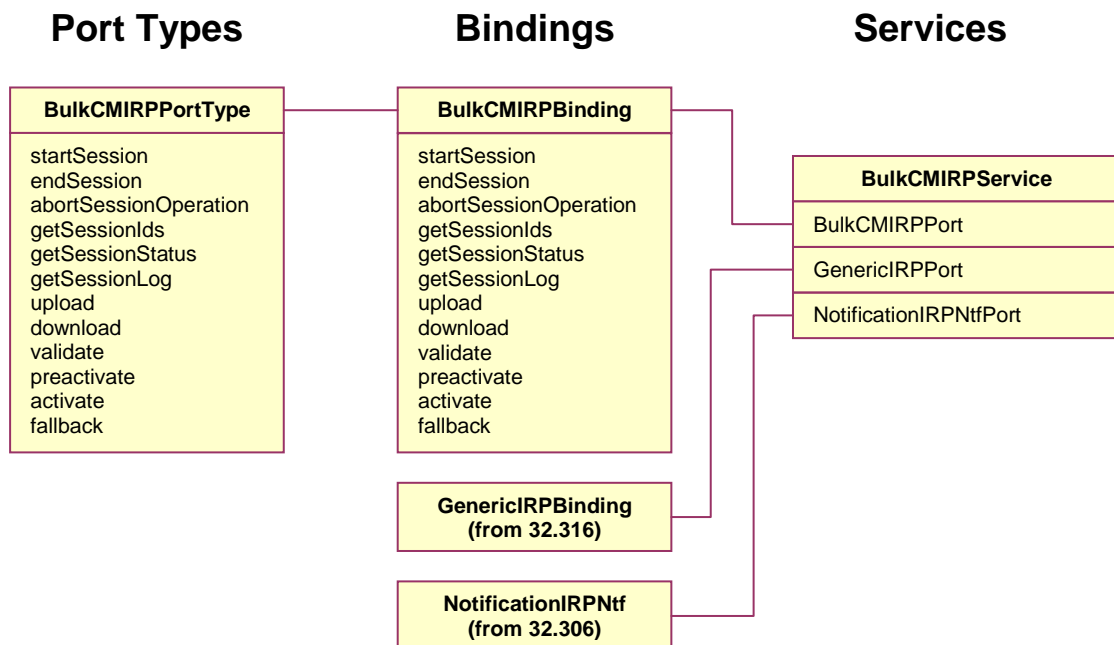 Port Types
Bindings
Services
BulkCMIRPPortType
startSession
endSession
abortSessionOperation
getSessionIds
getSessionStatus
getSessionLog
upload
download
validate
preactivate
activate
fallback
BulkCMIRPBinding
startSession
endSession
abortSessionOperation
getSessionIds
getSessionStatus
getSessionLog
upload
download
validate
preactivate
activate
fallback
GenericIRPBinding
(from 32.316)
NotificationIRPNtf
(from 32.306)
BulkCMIRPService
BulkCMIRPPort
GenericIRPPort
NotificationIRPNtfPort